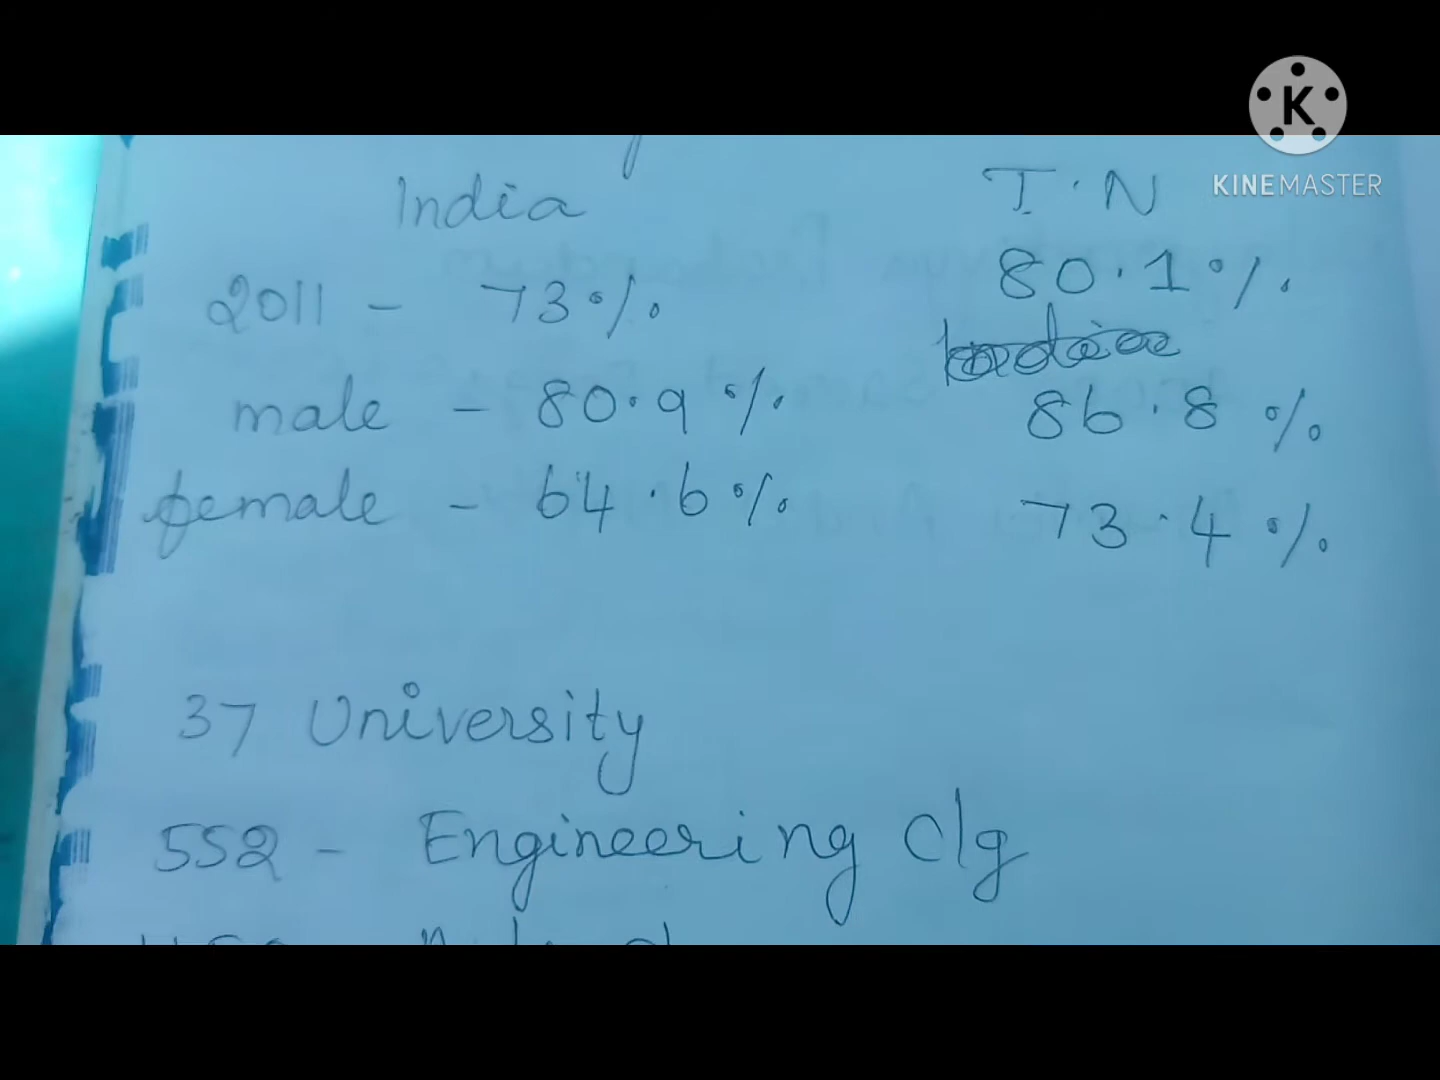 India T.N
2011 - 73% 80.1%
male - 80.9% 86.8%
female - 64.6% 73.4%
37 University
552 - Engineering Clg
KINEMASTER